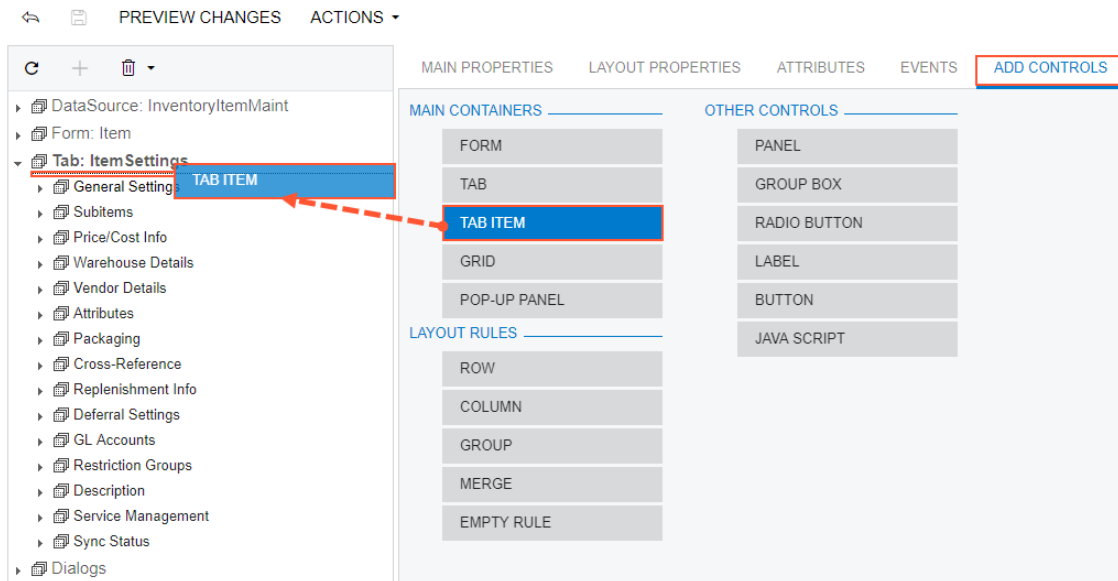 PREVIEW CHANGES ACTIONS
DataSource: InventoryItemMaint
Form: Item
Tab: ItemSettings
TAB ITEM
General Settings
Subitems
Price/Cost Info
Warehouse Details
Vendor Details
Attributes
Packaging
Cross-Reference
Replenishment Info
Deferral Settings
GL Accounts
Restriction Groups
Description
Service Management
Sync Status
Dialogs
MAIN PROPERTIES LAYOUT PROPERTIES ATTRIBUTES EVENTS ADD CONTROLS
MAIN CONTAINERS
FORM
TAB
TAB ITEM
GRID
POP-UP PANEL
LAYOUT RULES
ROW
COLUMN
GROUP
MERGE
EMPTY RULE
OTHER CONTROLS
PANEL
GROUP BOX
RADIO BUTTON
LABEL
BUTTON
JAVA SCRIPT